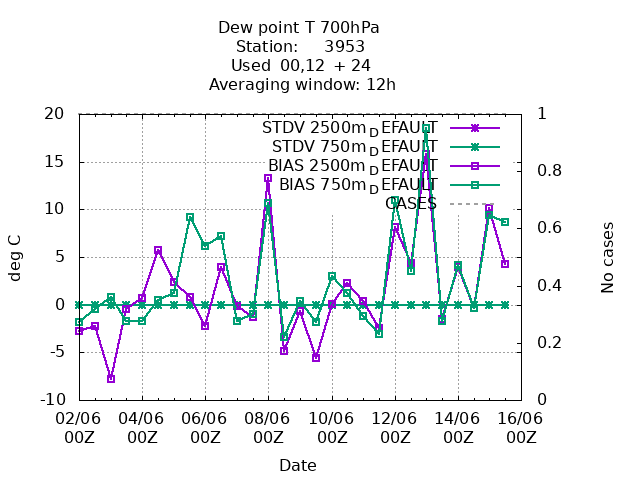 Dew point T 700hPa
Station: 3953
Used 00,12 + 24
Averaging window: 12h
STDV 2500m_DEFAULT
STDV 750m_DEFAULT
BIAS 2500m_DEFAULT
BIAS 750m_DEFAULT
CASES
20
15
10
5
0
-5
-10
deg C
1
0.8
0.6
0.4
0.2
0
No cases
02/06 04/06 06/06 08/06 10/06 12/06 14/06 16/06
00Z 00Z 00Z 00Z 00Z 00Z 00Z 00Z
Date